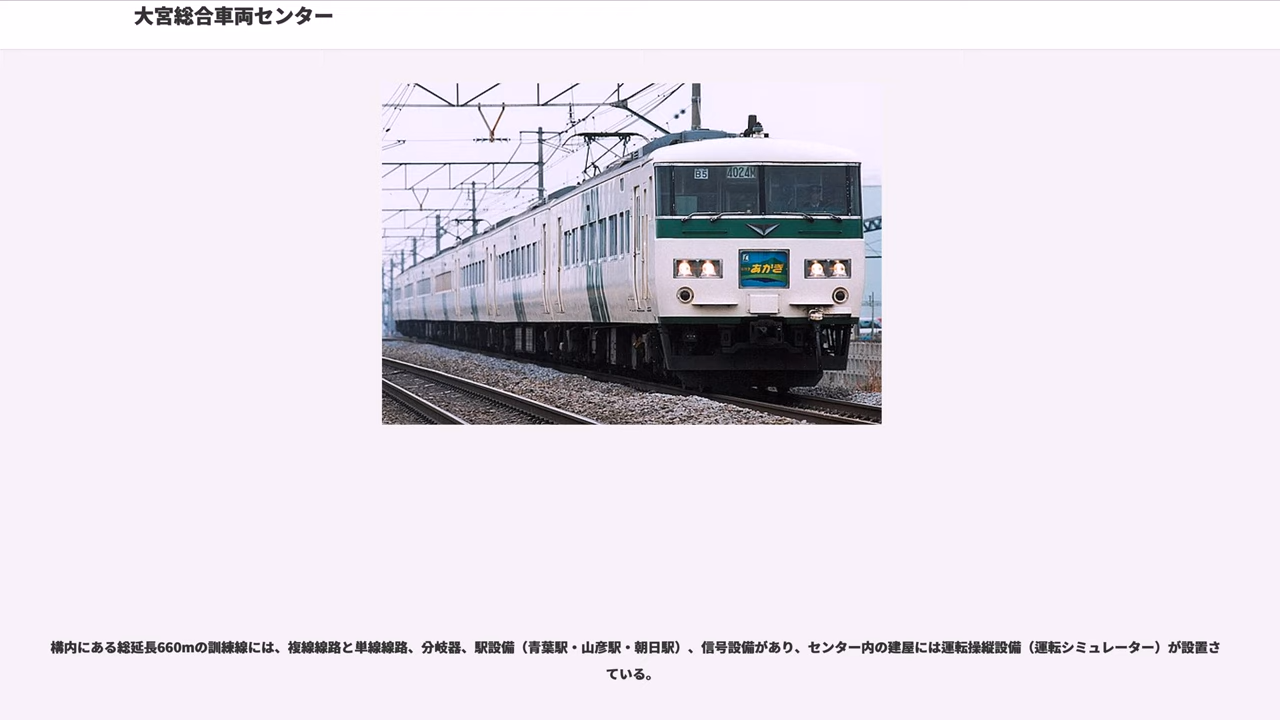 大宮総合車両センター
B5 4024M
あかぎ
構内にある総延長660mの訓練線には、複線線路と単線線路、分岐器、駅設備（青葉駅・山彦駅・朝日駅）、信号設備があり、センター内の建屋には運転操縦設備（運転シミュレーター）が設置さ
ている。